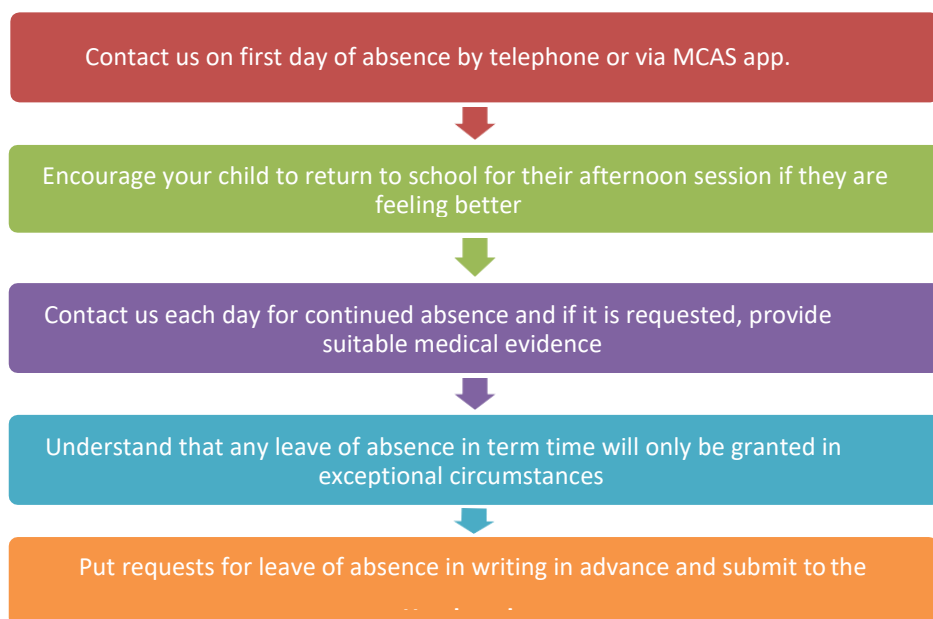 Contact us on first day of absence by telephone or via MCAS app.
Encourage your child to return to school for their afternoon session if they are
feeling better
Contact us each day for continued absence and if it is requested, provide
suitable medical evidence
Understand that any leave of absence in term time will only be granted in
exceptional circumstances
Put requests for leave of absence in writing in advance and submit to the